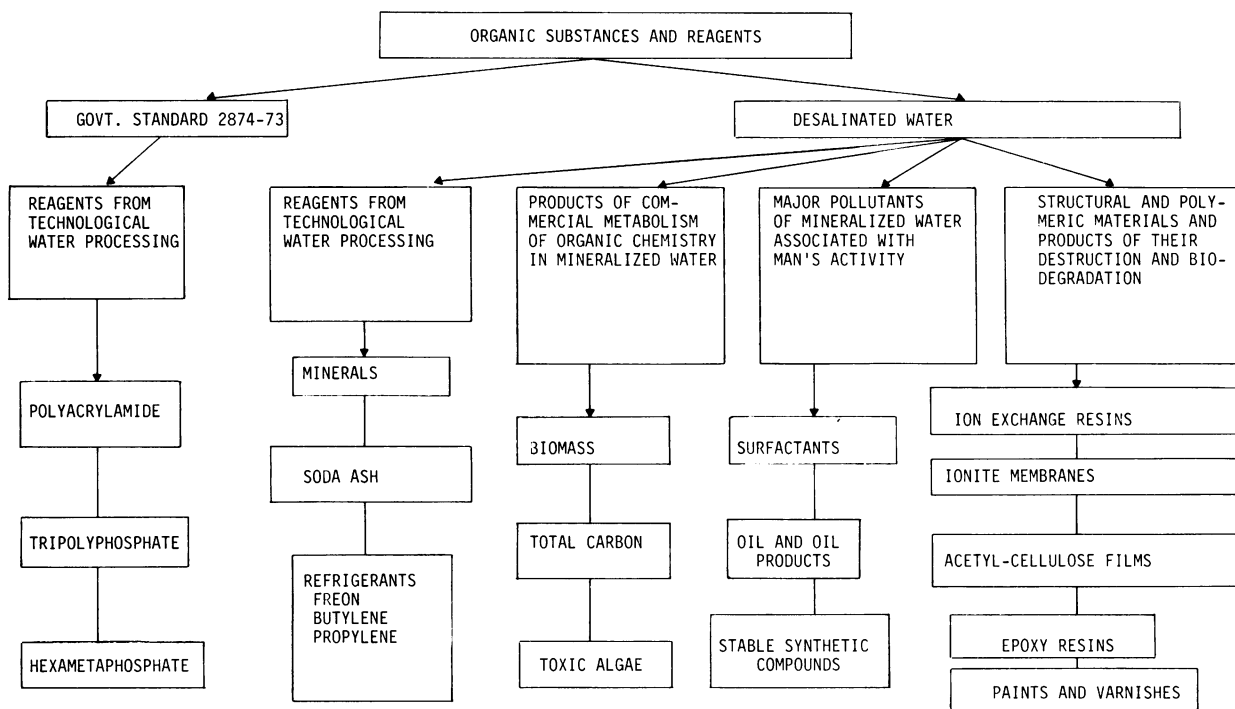 ORGANIC SUBSTANCES AND REAGENTS
GOVT. STANDARD 2874-73
DESALINATED WATER
REAGENTS FROM
TECHNOLOGICAL
WATER PROCESSING
REAGENTS FROM
TECHNOLOGICAL
WATER PROCESSING
PRODUCTS OF COM-
MERCIAL METABOLISM
OF ORGANIC CHEMISTRY
IN MINERALIZED WATER
MAJOR POLLUTANTS
OF MINERALIZED WATER
ASSOCIATED WITH
MAN'S ACTIVITY
STRUCTURAL AND POLY-
MERIC MATERIALS AND
PRODUCTS OF THEIR
DESTRUCTION AND BIO-
DEGRADATION
POLYACRYLAMIDE
TRIPOLYPHOSPHATE
HEXAMETAPHOSPHATE
MINERALS
SODA ASH
REFRIGERANTS
FREON
BUTYLENE
PROPYLENE
BIOMASS
TOTAL CARBON
TOXIC ALGAE
SURFACTANTS
OIL AND OIL
PRODUCTS
STABLE SYNTHETIC
COMPOUNDS
ION EXCHANGE RESINS
IONITE MEMBRANES
ACETYL-CELLULOSE FILMS
EPOXY RESINS
PAINTS AND VARNISHES